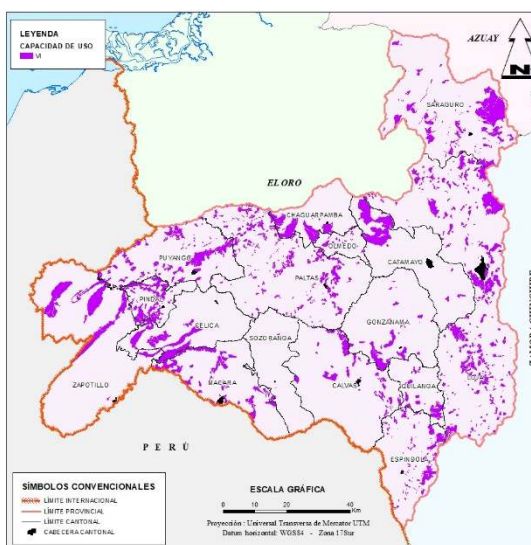 LEYENDA
CAPACIDAD DE USO
VI
AZUAY
N
SARAGURO
EL ORO
CHAGUARPAMBA
OLMEDO
PUYANGO
CATAMAYO
PALTAS
PINDAL
GONZANAMA
CELICA
SOZORANGA
ZAPOTILLO
MACARA
CALVAS
QUILANGA
ESPINDOLA
P E R Ú
SÍMBOLOS CONVENCIONALES
LÍMITE INTERNACIONAL
LÍMITE PROVINCIAL
LÍMITE CANTONAL
CABECERA CANTONAL
ESCALA GRÁFICA
0 10 20 40
Km
Proyección : Universal Transversa de Mercator UTM
Datum horizontal: WGS84 - Zona 17Sur